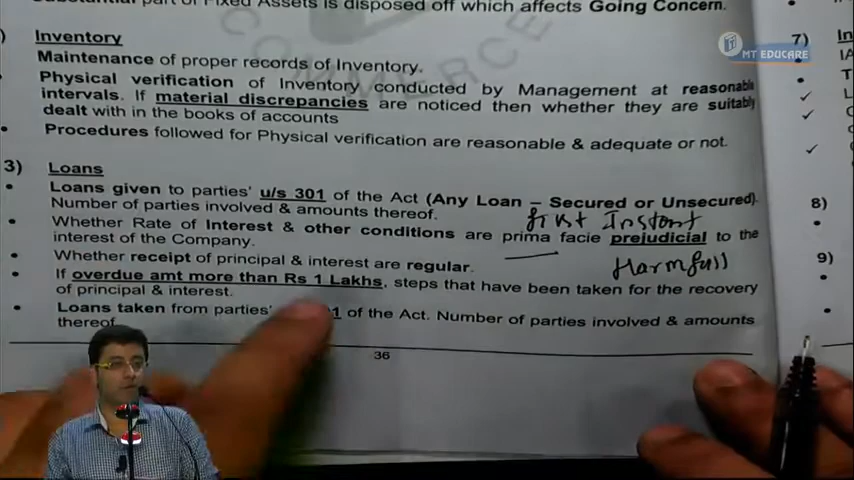 part of Fixed Assets is disposed off which affects Going Concern.
) Inventory
Maintenance of proper records of Inventory.
Physical verification of Inventory conducted by Management at reasonable
intervals. If material discrepancies are noticed then whether they are suitably
dealt with in the books of accounts
• Procedures followed for Physical verification are reasonable & adequate or not.
3) Loans
• Loans given to parties' u/s 301 of the Act (Any Loan – Secured or Unsecured).
Number of parties involved & amounts thereof.
first Instant
• Whether Rate of Interest & other conditions are prima facie prejudicial to the
interest of the Company.
Harmfull
• Whether receipt of principal & interest are regular.
• If overdue amt more than Rs 1 Lakhs, steps that have been taken for the recovery
of principal & interest.
• Loans taken from parties' 1 of the Act. Number of parties involved & amounts
thereof
36
COMMERCE
MT EDUCARE
7) In
IA
T
L
8)
9)